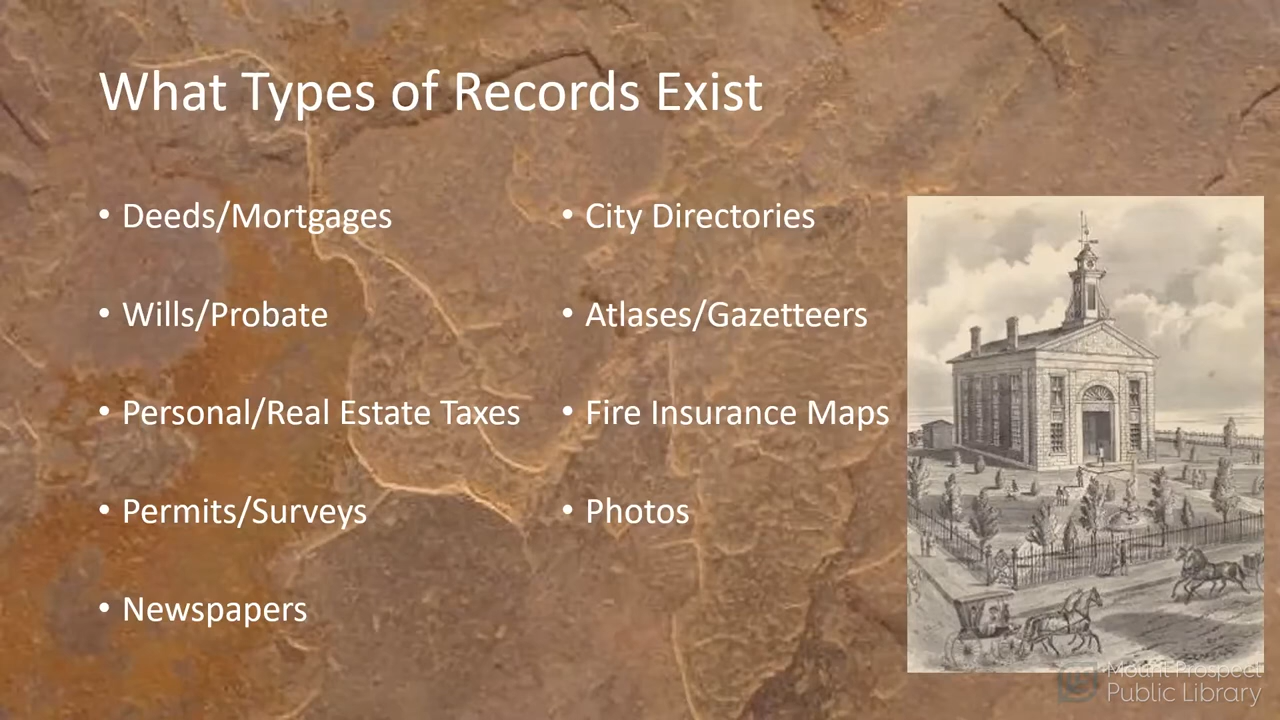 What Types of Records Exist
• Deeds/Mortgages
• Wills/Probate
• Personal/Real Estate Taxes
• Permits/Surveys
• Newspapers
• City Directories
• Atlases/Gazetteers
• Fire Insurance Maps
• Photos
Mount Prospect
Public Library